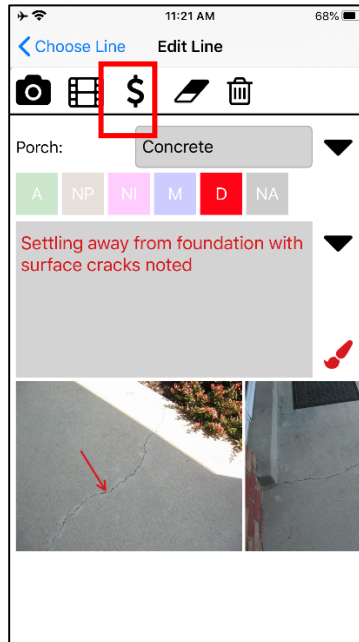 11:21 AM
68%
Choose Line
Edit Line
$
Porch:
Concrete
A
NP
NI
M
D
NA
Settling away from foundation with
surface cracks noted